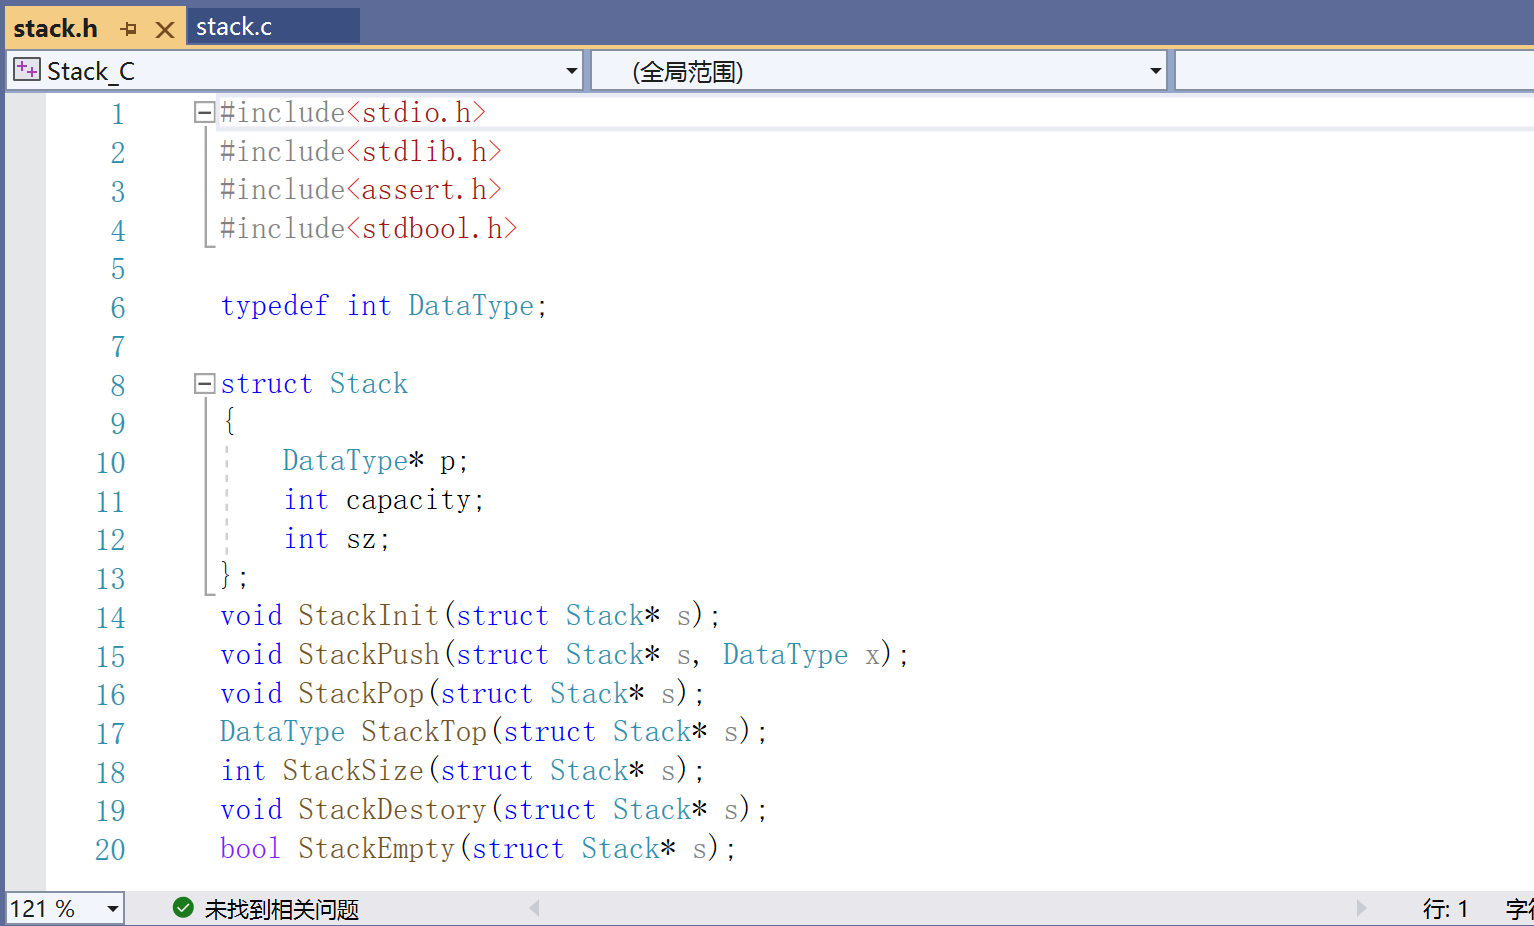 stack.h stack.c
Stack_C (全局范围)
1 #include<stdio.h>
2 #include<stdlib.h>
3 #include<assert.h>
4 #include<stdbool.h>
5
6 typedef int DataType;
7
8 struct Stack
9 {
10 DataType* p;
11 int capacity;
12 int sz;
13 };
14 void StackInit(struct Stack* s);
15 void StackPush(struct Stack* s, DataType x);
16 void StackPop(struct Stack* s);
17 DataType StackTop(struct Stack* s);
18 int StackSize(struct Stack* s);
19 void StackDestory(struct Stack* s);
20 bool StackEmpty(struct Stack* s);
121 % 未找到相关问题 行: 1 字